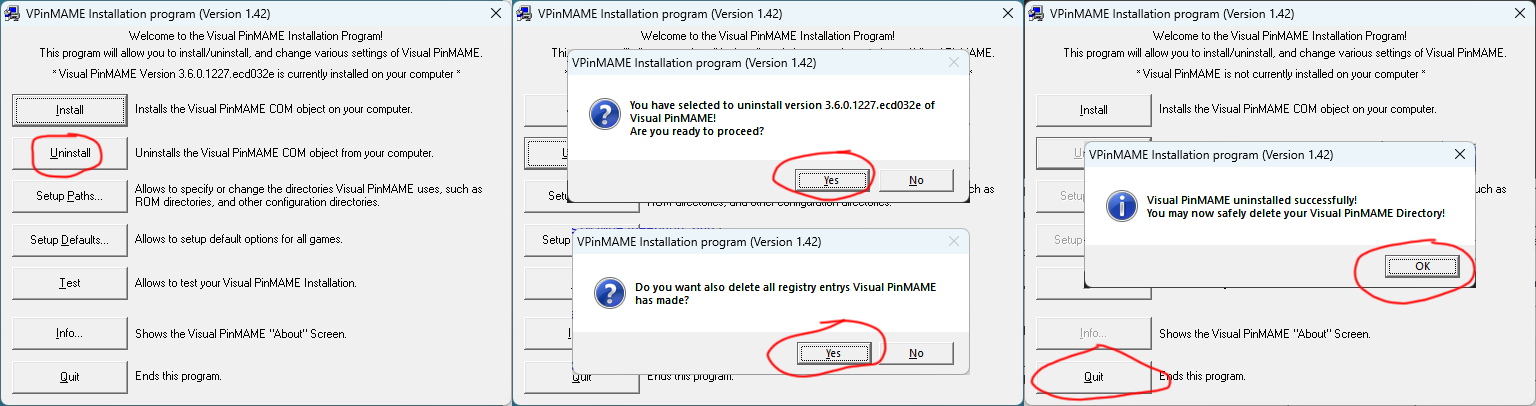 VPinMAME Installation program (Version 1.42)
Welcome to the Visual PinMAME Installation Program!
This program will allow you to install/uninstall, and change various settings of Visual PinMAME.
* Visual PinMAME Version 3.6.0.1227.ecd032e is currently installed on your computer *
Install
Installs the Visual PinMAME COM object on your computer.
Uninstall
Uninstalls the Visual PinMAME COM object from your computer.
Setup Paths...
Allows to specify or change the directories Visual PinMAME uses, such as
ROM directories, and other configuration directories.
Setup Defaults...
Allows to setup default options for all games.
Test
Allows to test your Visual PinMAME Installation.
Info...
Shows the Visual PinMAME "About" Screen.
Quit
Ends this program.
VPinMAME Installation program (Version 1.42)
Welcome to the Visual PinMAME Installation Program!
VPinMAME Installation program (Version 1.42)
You have selected to uninstall version 3.6.0.1227.ecd032e of
Visual PinMAME!
Are you ready to proceed?
Yes
No
as
ROM directories, and other configuration directories.
VPinMAME Installation program (Version 1.42)
Do you want also delete all registry entrys Visual PinMAME
has made?
Yes
No
Quit
Ends this program.
VPinMAME Installation program (Version 1.42)
Welcome to the Visual PinMAME Installation Program!
This program will allow you to install/uninstall, and change various settings of Visual PinMAME.
* Visual PinMAME is not currently installed on your computer *
Install
Installs the Visual PinMAME COM object on your computer.
VPinMAME Installation program (Version 1.42)
Visual PinMAME uninstalled successfully!
You may now safely delete your Visual PinMAME Directory!
OK
such as
Info...
Shows the Visual PinMAME "About" Screen.
Quit
Ends this program.